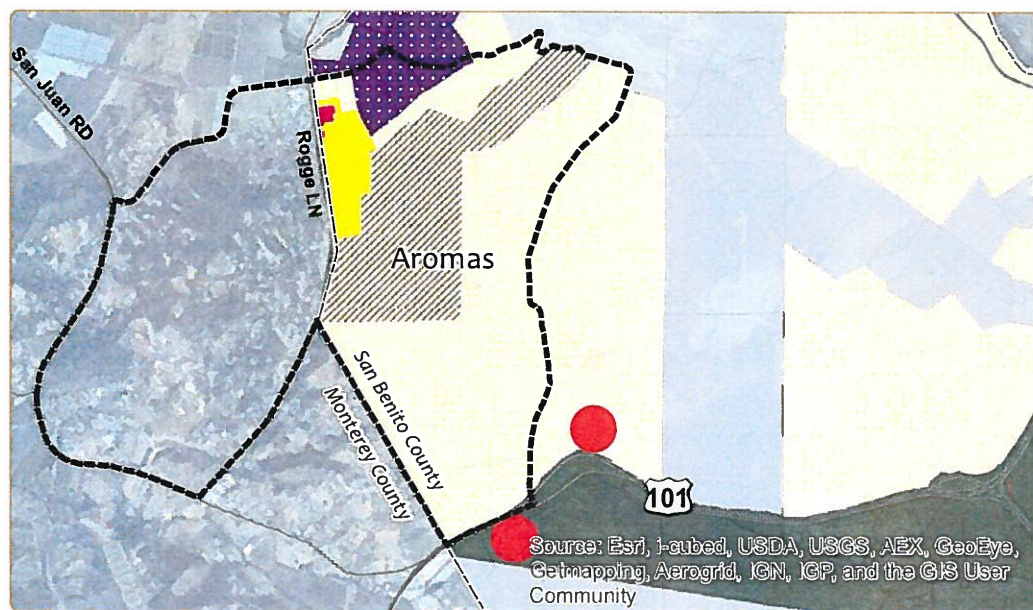 San Juan RD
Rogge LN
Aromas
San Benito County
Monterey County
101
Source: Esri, i-cubed, USDA, USGS, AEX, GeoEye,
Getmapping, Aerogrid, IGN, IGP, and the GIS User
Community